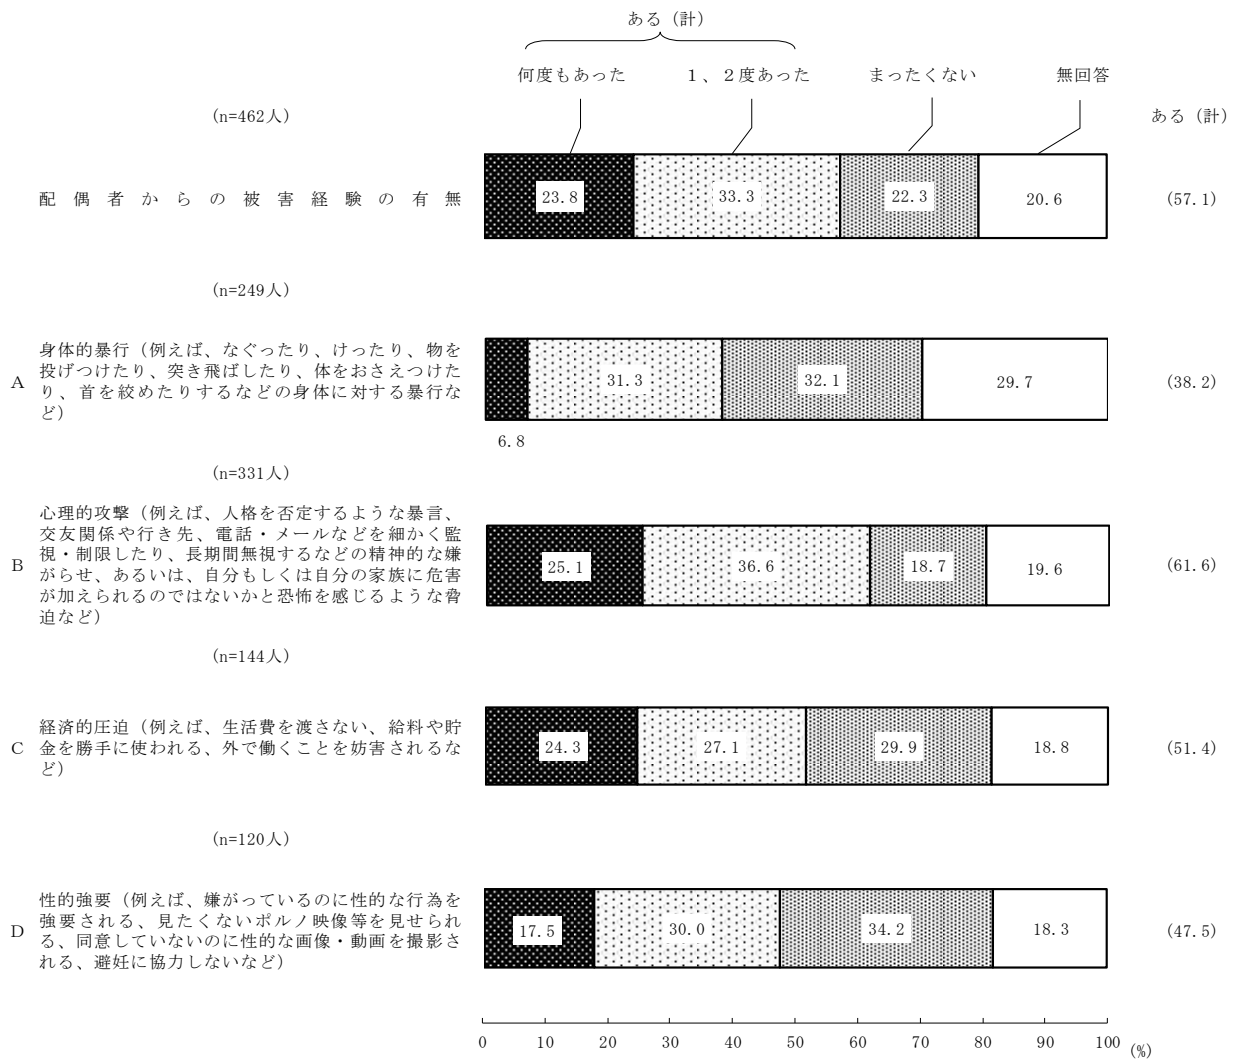 ある（計）
何度もあった　１、２度あった　まったくない　無回答
(n=462人)　ある（計）
配偶者からの被害経験の有無　23.8　33.3　22.3　20.6　(57.1)
(n=249人)
A　身体的暴行（例えば、なぐったり、けったり、物を
投げつけたり、突き飛ばしたり、体をおさえつけた
り、首を絞めたりするなどの身体に対する暴行な
ど）
31.3　32.1　29.7　(38.2)
6.8
(n=331人)
B　心理的攻撃（例えば、人格を否定するような暴言、
交友関係や行き先、電話・メールなどを細かく監
視・制限したり、長期間無視するなどの精神的な嫌
がらせ、あるいは、自分もしくは自分の家族に危害
が加えられるのではないかと恐怖を感じるような脅
迫など）
25.1　36.6　18.7　19.6　(61.6)
(n=144人)
C　経済的圧迫（例えば、生活費を渡さない、給料や貯
金を勝手に使われる、外で働くことを妨害されるな
ど）
24.3　27.1　29.9　18.8　(51.4)
(n=120人)
D　性的強要（例えば、嫌がっているのに性的な行為を
強要される、見たくないポルノ映像等を見せられ
る、同意していないのに性的な画像・動画を撮影さ
れる、避妊に協力しないなど）
17.5　30.0　34.2　18.3　(47.5)
0　10　20　30　40　50　60　70　80　90　100　(%)